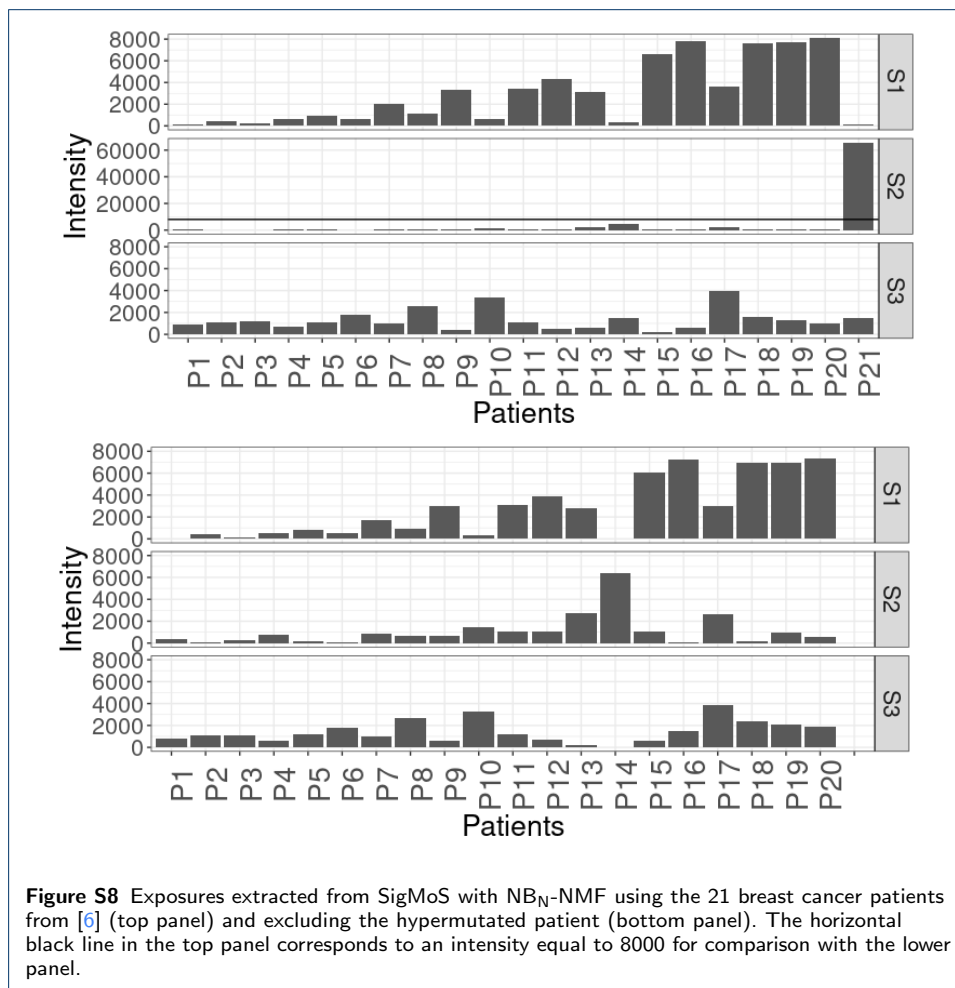 8000
6000
4000
2000
0
S1
60000
40000
20000
0
S2
8000
6000
4000
2000
0
S3
Intensity
P1 P2 P3 P4 P5 P6 P7 P8 P9 P10 P11 P12 P13 P14 P15 P16 P17 P18 P19 P20 P21
Patients
8000
6000
4000
2000
0
S1
8000
6000
4000
2000
0
S2
8000
6000
4000
2000
0
S3
Intensity
P1 P2 P3 P4 P5 P6 P7 P8 P9 P10 P11 P12 P13 P14 P15 P16 P17 P18 P19 P20
Patients
Figure S8 Exposures extracted from SigMoS with NB_N-NMF using the 21 breast cancer patients
from [6] (top panel) and excluding the hypermutated patient (bottom panel). The horizontal
black line in the top panel corresponds to an intensity equal to 8000 for comparison with the lower
panel.